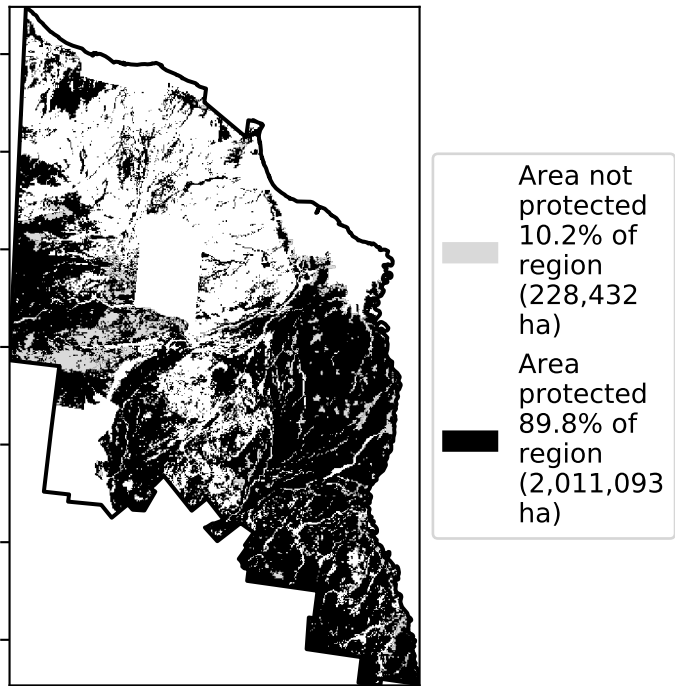 Area not
protected
10.2% of
region
(228,432
ha)
Area
protected
89.8% of
region
(2,011,093
ha)